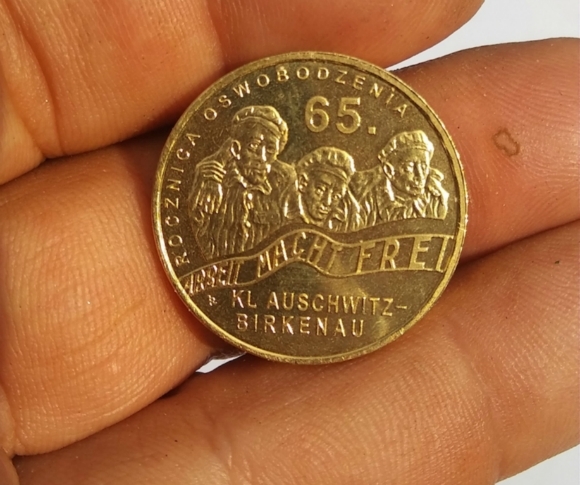 ROCZNICA OSWOBODZENIA
65.
ARBEIT MACHT FREI
KL AUSCHWITZ-
BIRKENAU